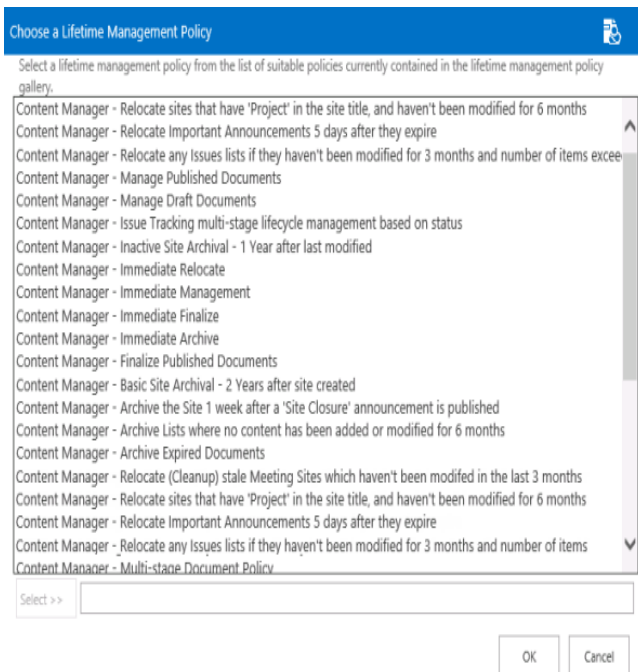 Choose a Lifetime Management Policy
Select a lifetime management policy from the list of suitable policies currently contained in the lifetime management policy
gallery.
Content Manager - Relocate sites that have 'Project' in the site title, and haven't been modified for 6 months
Content Manager - Relocate Important Announcements 5 days after they expire
Content Manager - Relocate any Issues lists if they haven't been modified for 3 months and number of items excee
Content Manager - Manage Published Documents
Content Manager - Manage Draft Documents
Content Manager - Issue Tracking multi-stage lifecycle management based on status
Content Manager - Inactive Site Archival - 1 Year after last modified
Content Manager - Immediate Relocate
Content Manager - Immediate Management
Content Manager - Immediate Finalize
Content Manager - Immediate Archive
Content Manager - Finalize Published Documents
Content Manager - Basic Site Archival - 2 Years after site created
Content Manager - Archive the Site 1 week after a 'Site Closure' announcement is published
Content Manager - Archive Lists where no content has been added or modified for 6 months
Content Manager - Archive Expired Documents
Content Manager - Relocate (Cleanup) stale Meeting Sites which haven't been modifed in the last 3 months
Content Manager - Relocate sites that have 'Project' in the site title, and haven't been modified for 6 months
Content Manager - Relocate Important Announcements 5 days after they expire
Content Manager - Relocate any Issues lists if they haven't been modified for 3 months and number of items
Content Manager - Multi-stage Document Policy
Select >>
OK
Cancel